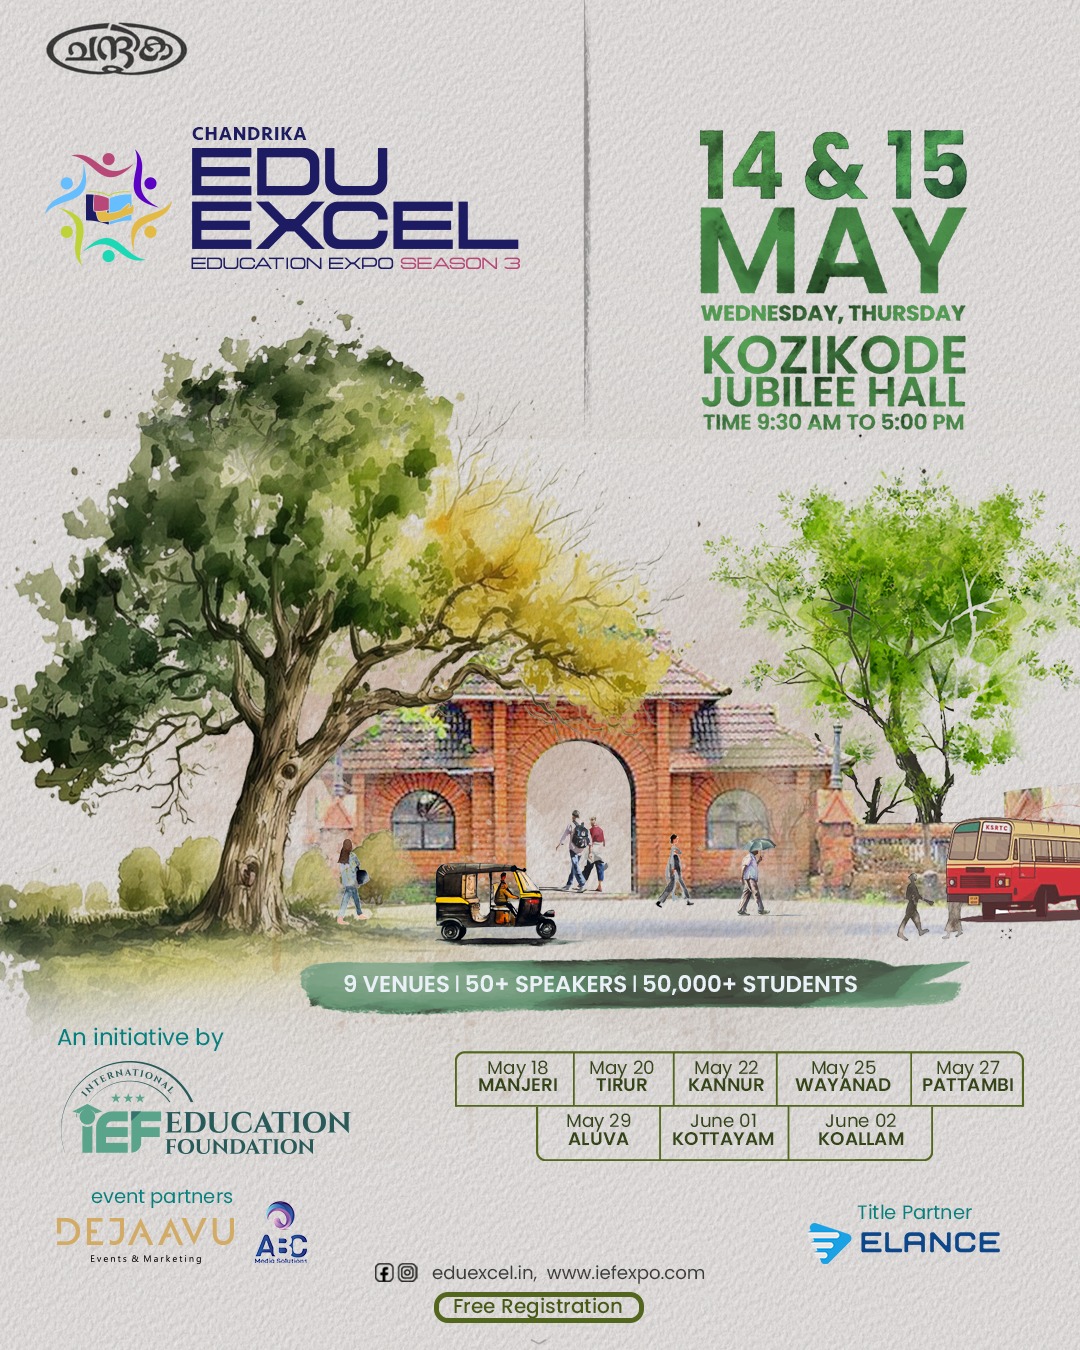 ചന്ദ്രിക
CHANDRIKA
EDU
EXCEL
EDUCATION EXPO SEASON 3
14 & 15
MAY
WEDNESDAY, THURSDAY
KOZIKODE
JUBILEE HALL
TIME 9:30 AM TO 5:00 PM
KSRTC
9 VENUES | 50+ SPEAKERS | 50,000+ STUDENTS
An initiative by
INTERNATIONAL
IEF EDUCATION
FOUNDATION
May 18
MANJERI
May 20
TIRUR
May 22
KANNUR
May 25
WAYANAD
May 27
PATTAMBI
May 29
ALUVA
June 01
KOTTAYAM
June 02
KOALLAM
event partners
DEJAAVU
Events & Marketing
ABC
Media Solutions
Title Partner
ELANCE
eduexcel.in, www.iefexpo.com
Free Registration